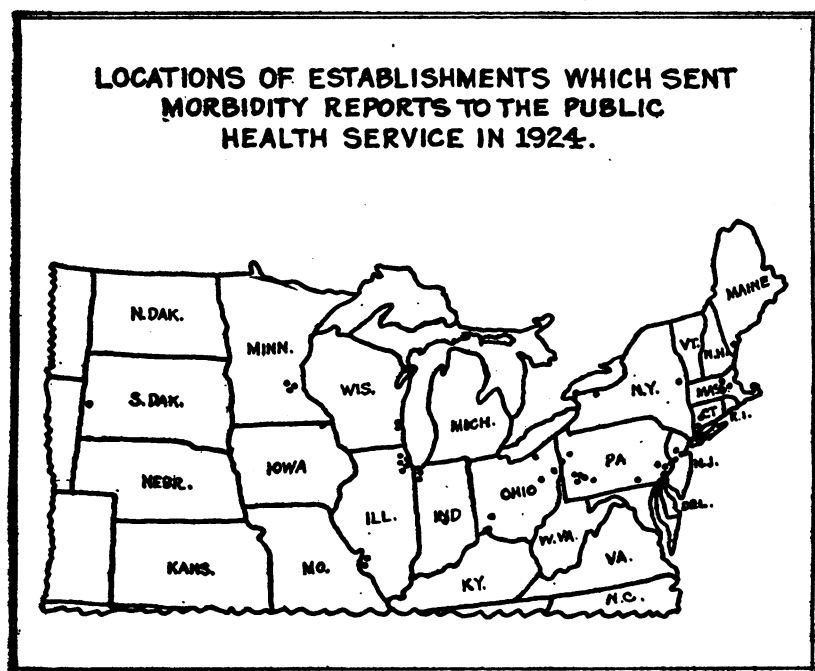 LOCATIONS OF ESTABLISHMENTS WHICH SENT
MORBIDITY REPORTS TO THE PUBLIC
HEALTH SERVICE IN 1924.
MAINE
N.DAK.
VT.
N.H.
MINN.
WIS.
N.Y.
MASS.
S.DAK.
MICH.
CT
R.I.
IOWA
PA
N.J.
NEBR.
OHIO
ILL.
IND
DEL.
W.VA.
KANS.
MO.
KY.
VA.
N.C.